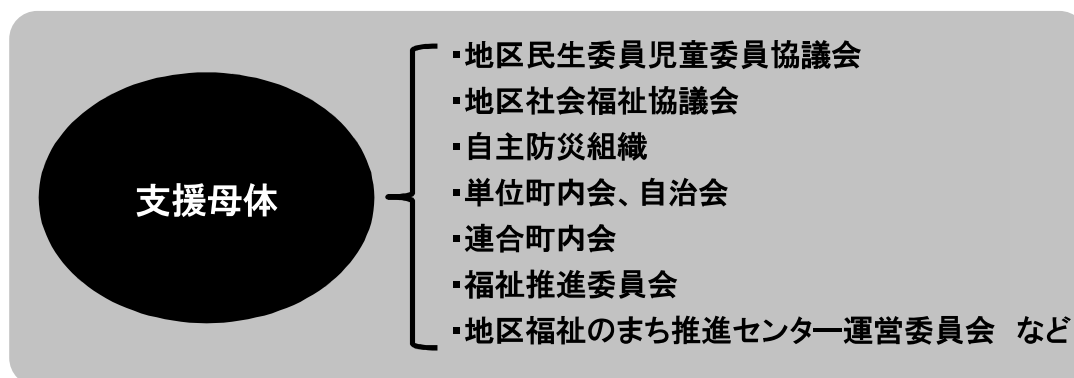 支援母体
・地区民生委員児童委員協議会
・地区社会福祉協議会
・自主防災組織
・単位町内会、自治会
・連合町内会
・福祉推進委員会
・地区福祉のまち推進センター運営委員会　など